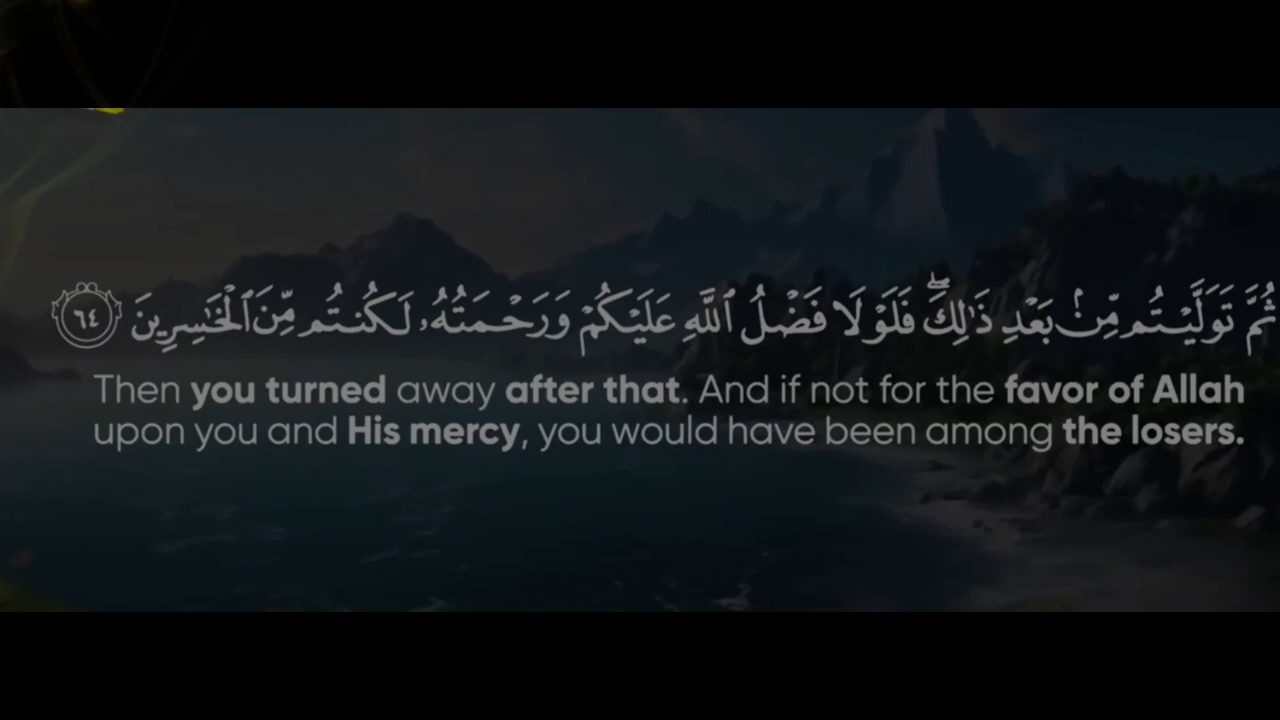 ثُمَّ تَوَلَّيْتُم مِّنۢ بَعْدِ ذَٰلِكَ ۖ فَلَوْلَا فَضْلُ ٱللَّهِ عَلَيْكُمْ وَرَحْمَتُهُۥ لَكُنتُم مِّنَ ٱلْخَـٰسِرِينَ ٦٤
Then you turned away after that. And if not for the favor of Allah
upon you and His mercy, you would have been among the losers.